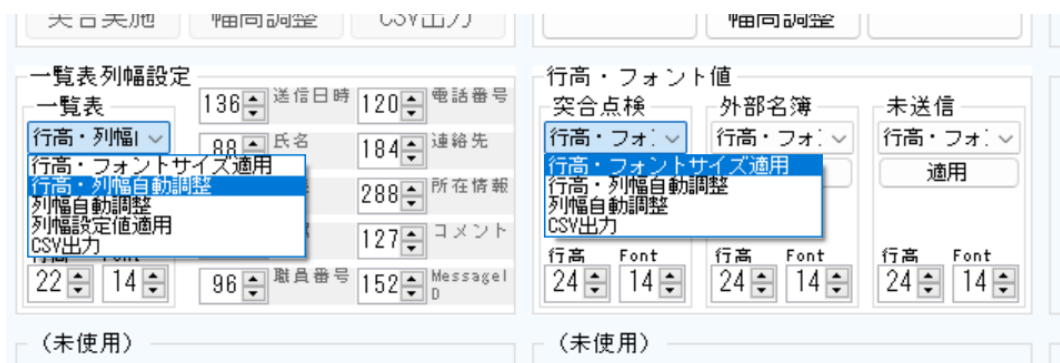 突合実施 幅高調整 CSV出力 幅高調整
一覧表列幅設定
一覧表
行高・列幅
136 送信日時 120 電話番号
88 氏名 184 連絡先
288 所在情報
127 コメント
96 職員番号 152 MessageI
D
行高・フォントサイズ適用
行高・列幅自動調整
列幅自動調整
列幅設定値適用
CSV出力
22 14
行高・フォント値
突合点検 外部名簿 未送信
行高・フォ 行高・フォ 行高・フォ
行高・フォントサイズ適用
行高・列幅自動調整
列幅自動調整
CSV出力
適用
行高 Font 行高 Font 行高 Font
24 14 24 14 24 14
(未使用) (未使用)